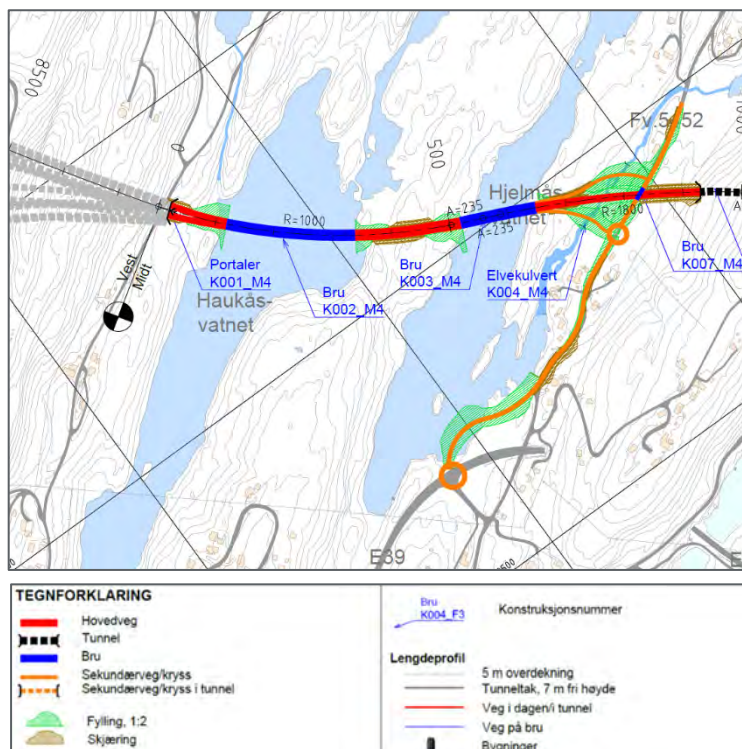 8500
0
500
Fv.5452
1000
Hjelmås-
vatnet
R=1000
A=235
A=235
R=1800
A
Portaler
K001_M4
Bru
K002_M4
Haukås-
vatnet
Bru
K003_M4
Elvekulvert
K004_M4
Bru
K007_M4
Vest
Midt
E39
E
TEGNFORKLARING
Hovedveg
Tunnel
Bru
Sekundærveg/kryss
Sekundærveg/kryss i tunnel
Fylling, 1:2
Skjæring
Bru
K004_F3
Konstruksjonsnummer
Lengdeprofil
5 m overdekning
Tunneltak, 7 m fri høyde
Veg i dagen/i tunnel
Veg på bru
Bygninger